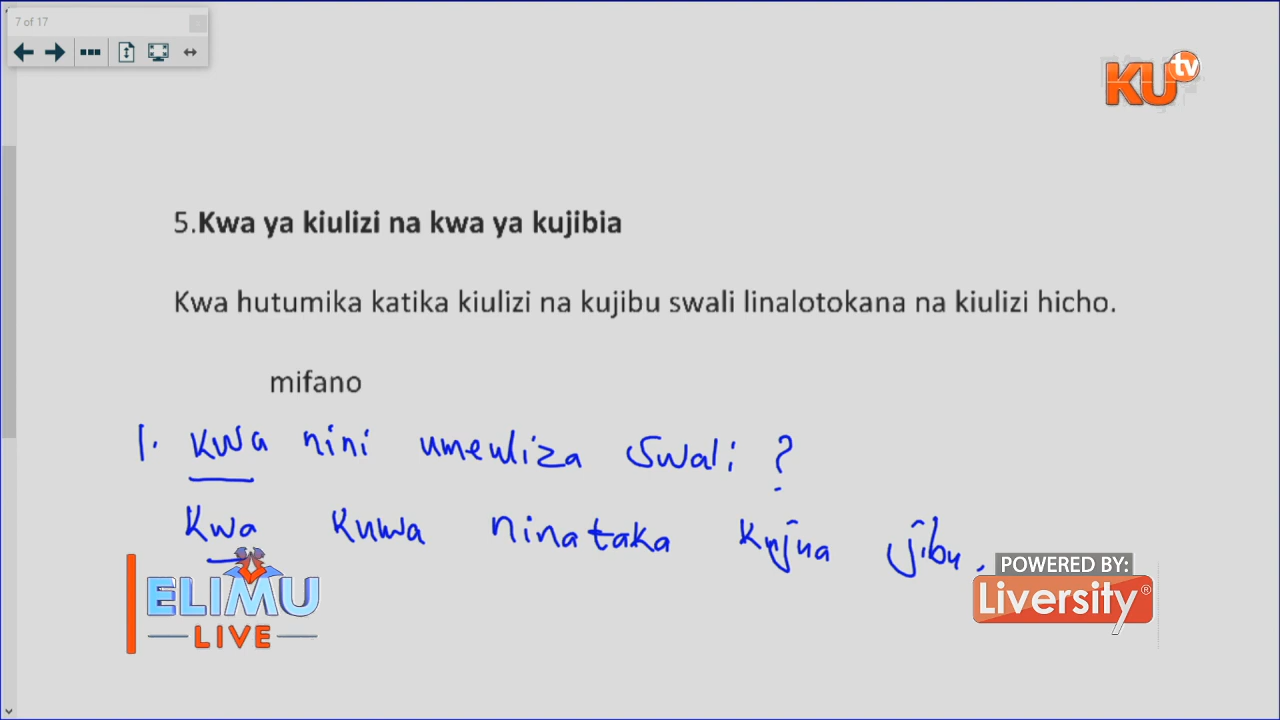 7 of 17
KU tv
5.Kwa ya kiulizi na kwa ya kujibia
Kwa hutumika katika kiulizi na kujibu swali linalotokana na kiulizi hicho.
mifano
1. Kwa nini umeuliza swali ?
Kwa kuwa ninataka kujua jibu.
ELIMU
LIVE
POWERED BY:
Liversity®